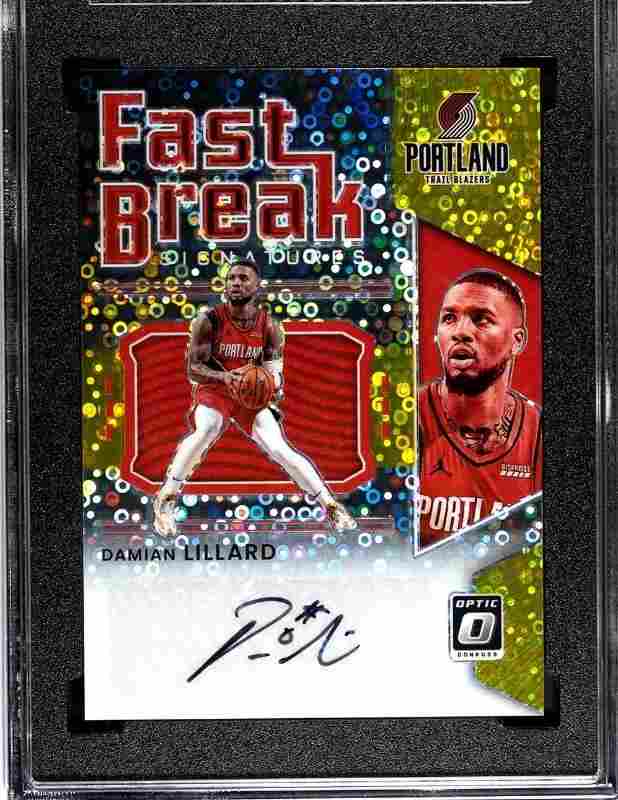 Fast
Break
SIGNATURES
PORTLAND
TRAIL BLAZERS
PORTLAND
PORTL
DAMIAN LILLARD
OPTIC
DONRUSS